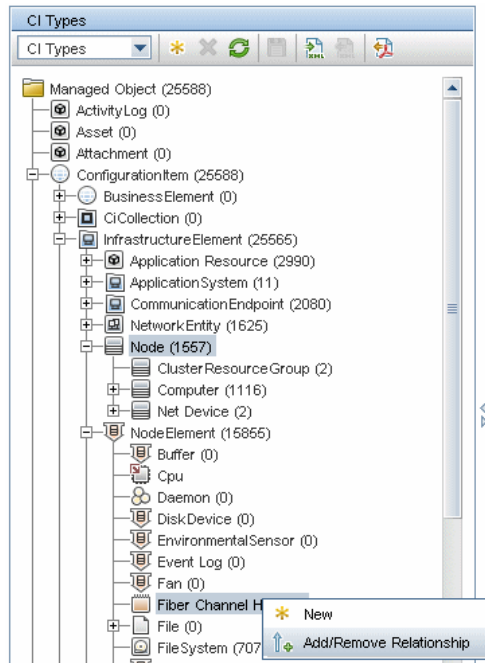 CI Types
CI Types
Managed Object (25588)
ActivityLog (0)
Asset (0)
Attachment (0)
ConfigurationItem (25588)
BusinessElement (0)
CiCollection (0)
InfrastructureElement (25565)
Application Resource (2990)
ApplicationSystem (11)
CommunicationEndpoint (2080)
NetworkEntity (1625)
Node (1557)
ClusterResourceGroup (2)
Computer (1116)
Net Device (2)
NodeElement (15855)
Buffer (0)
Cpu
Daemon (0)
DiskDevice (0)
EnvironmentalSensor (0)
Event Log (0)
Fan (0)
Fiber Channel H
New
File (0)
Add/Remove Relationship
FileSystem (707